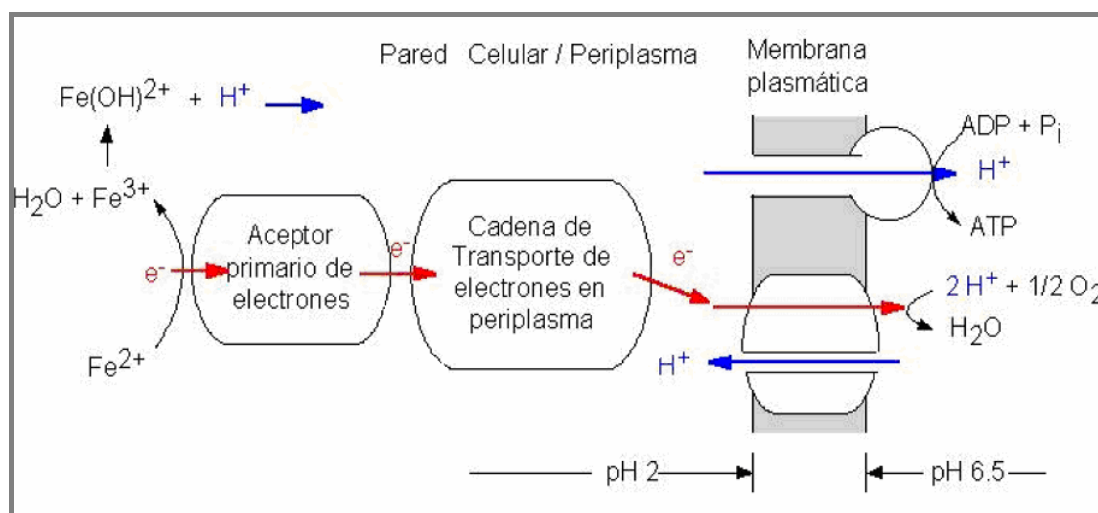 Pared Celular / Periplasma
Membrana
plasmática
Fe(OH)²⁺ + H⁺
ADP + Pᵢ
H⁺
H₂O + Fe³⁺
ATP
Aceptor
primario de
electrones
e⁻
Cadena de
Transporte de
electrones en
periplasma
e⁻
e⁻
2 H⁺ + 1/2 O₂
H₂O
Fe²⁺
H⁺
pH 2
pH 6.5